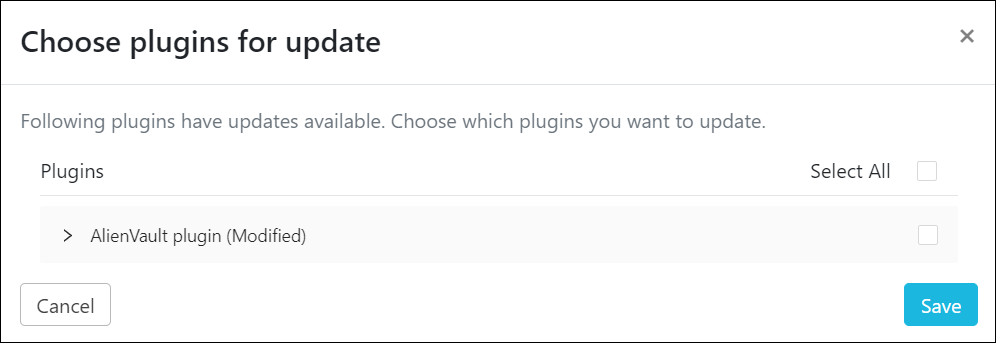 Choose plugins for update
×
Following plugins have updates available. Choose which plugins you want to update.
Plugins Select All
AlienVault plugin (Modified)
Cancel Save